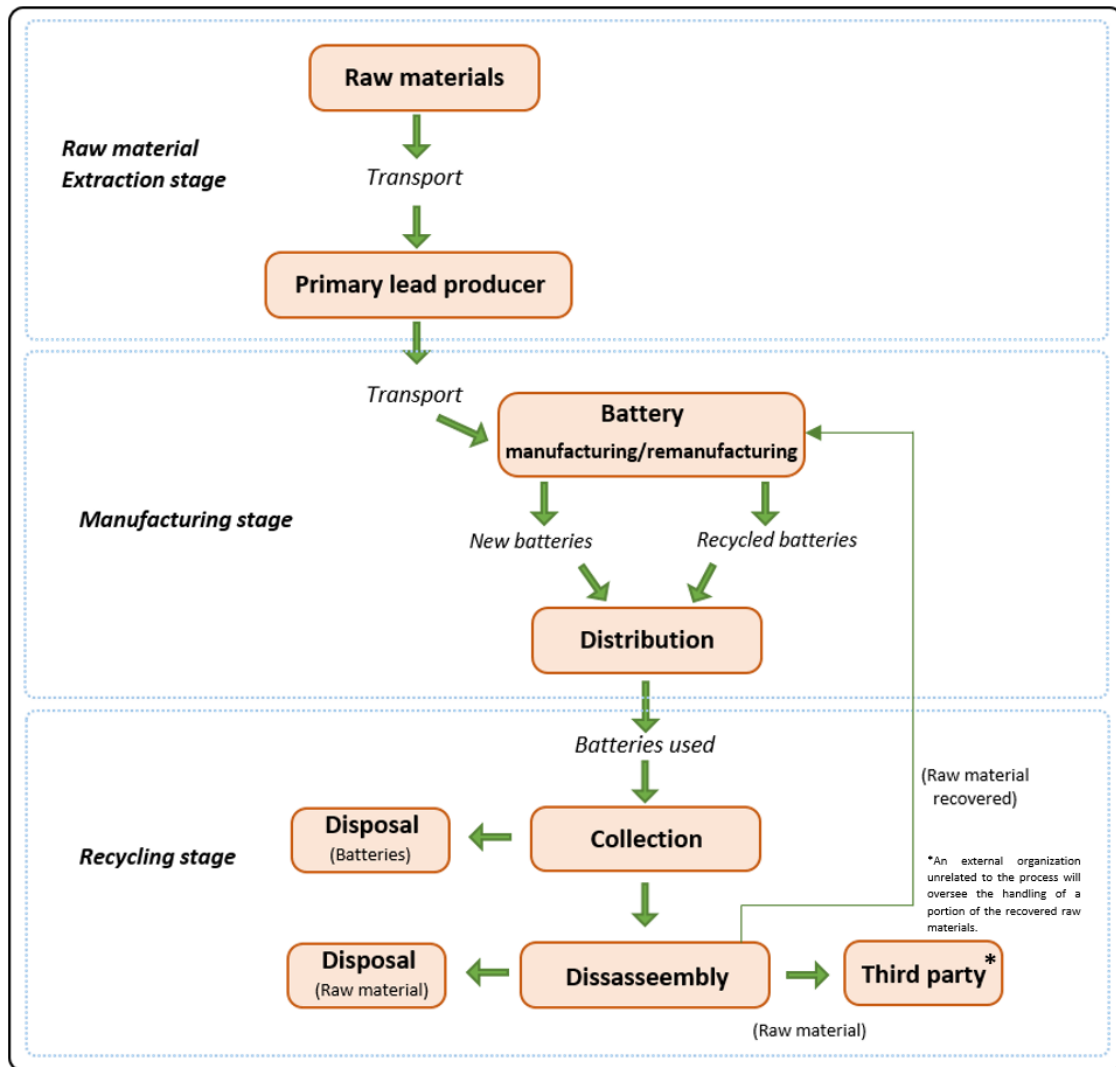 Raw materials
Raw material
Extraction stage
Transport
Primary lead producer
Transport
Battery
manufacturing/remanufacturing
Manufacturing stage
New batteries
Recycled batteries
Distribution
Batteries used
(Raw material
recovered)
Disposal
(Batteries)
Collection
Recycling stage
*An external organization
unrelated to the process will
oversee the handling of a
portion of the recovered raw
materials.
Disposal
(Raw material)
Dissasseembly
Third party*
(Raw material)